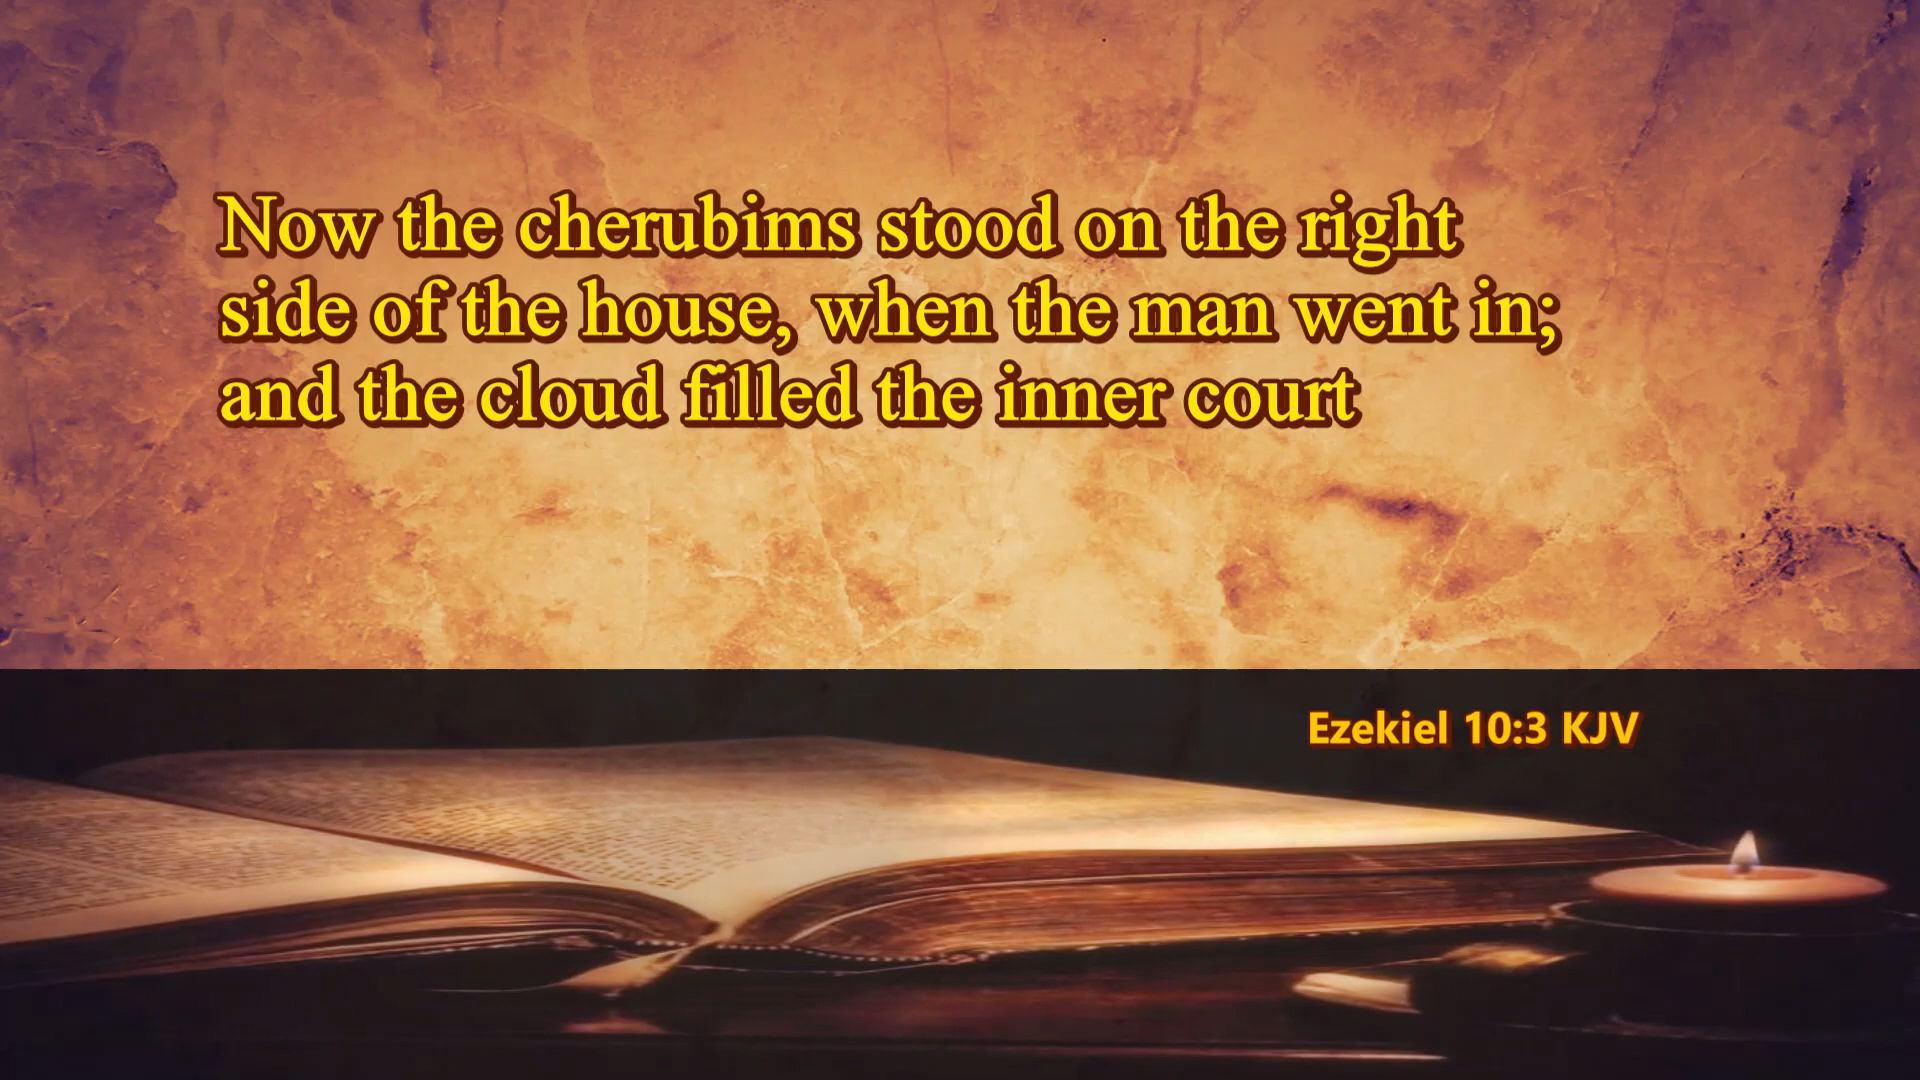 Now the cherubims stood on the right
side of the house, when the man went in;
and the cloud filled the inner court
Ezekiel 10:3 KJV